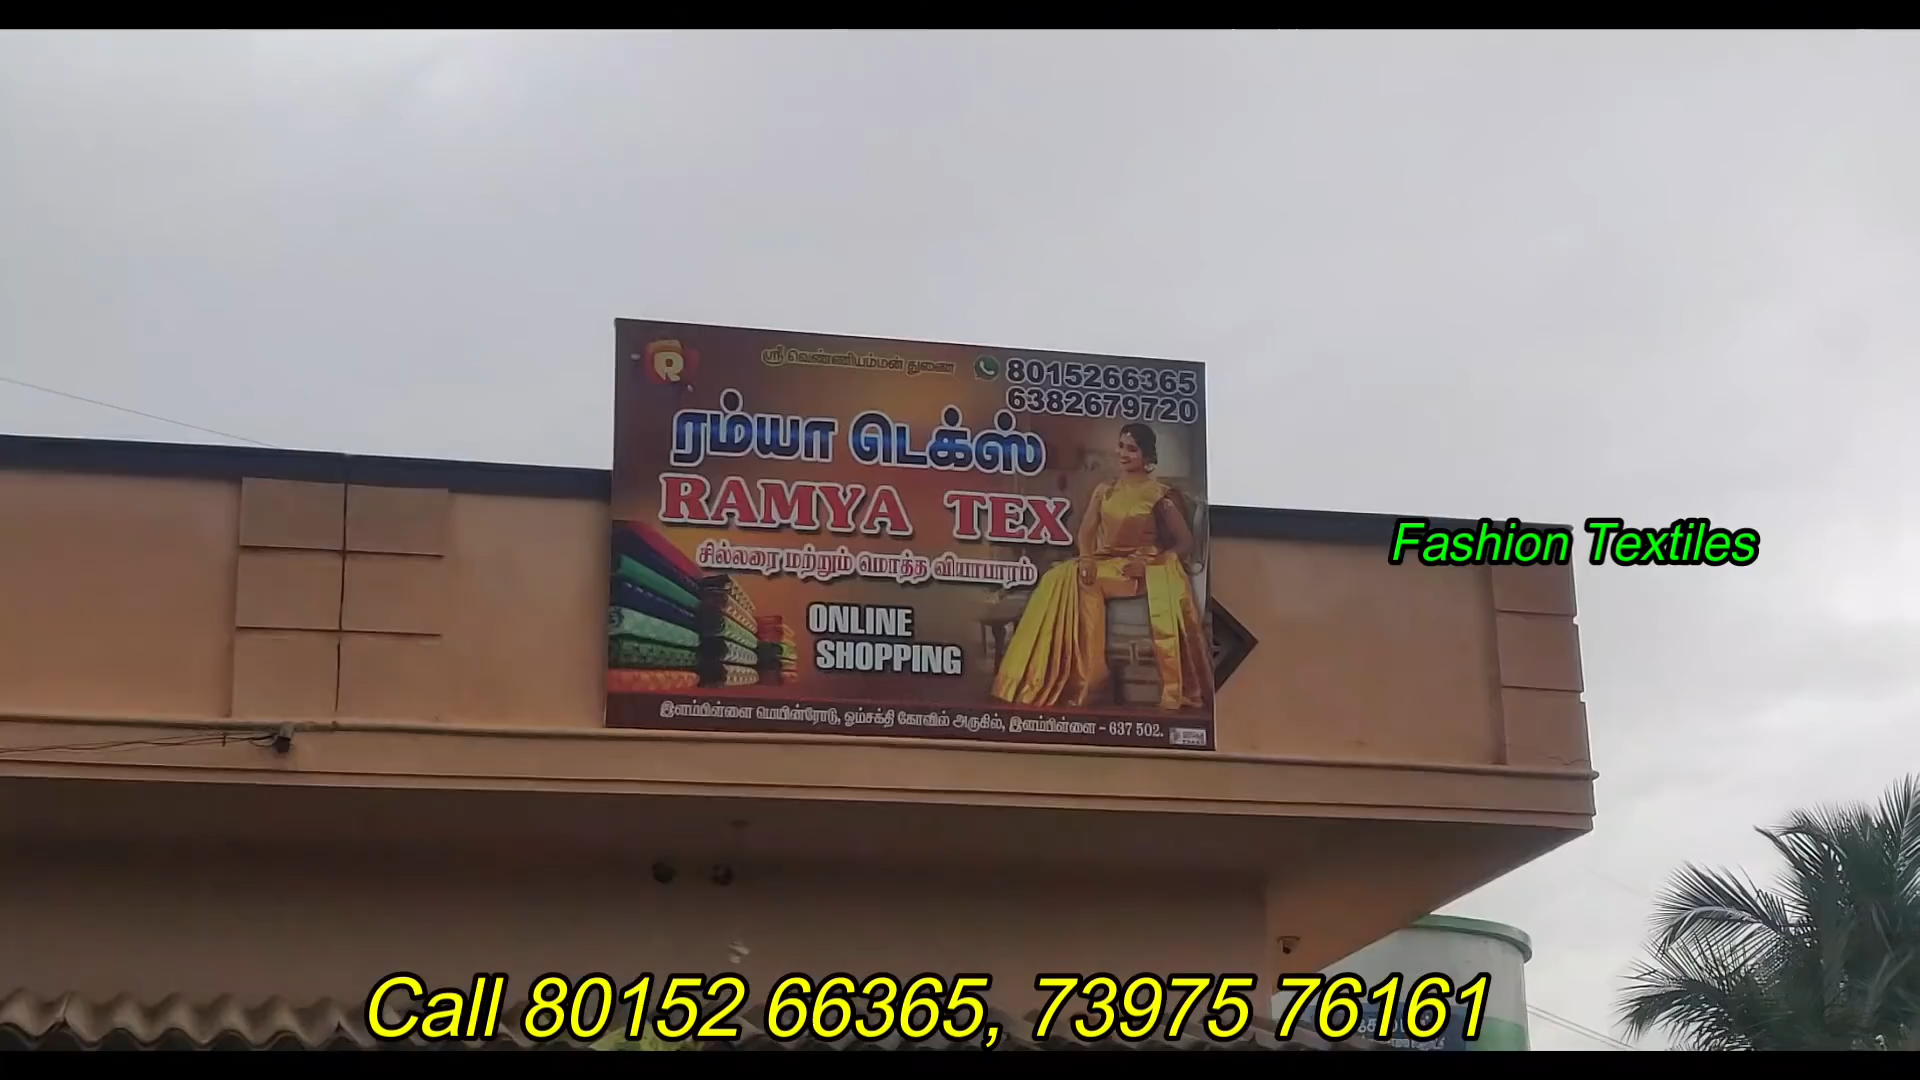 R
ஸ்ரீ வெண்ணியம்மன் துணை
8015266365
6382679720
ரம்யா டெக்ஸ்
RAMYA TEX
சில்லரை மற்றும் மொத்த வியாபாரம்
ONLINE
SHOPPING
இளம்பிள்ளை மெயின்ரோடு, ஓம்சக்தி கோவில் அருகில், இளம்பிள்ளை - 637 502.
Fashion Textiles
Call 80152 66365, 73975 76161